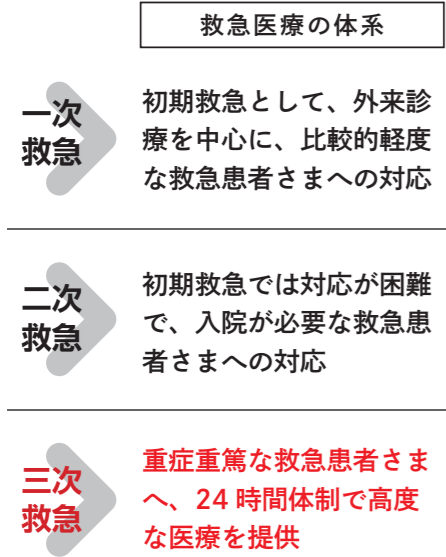 救急医療の体系
一次
救急
初期救急として、外来診
療を中心に、比較的軽度
な救急患者さまへの対応
二次
救急
初期救急では対応が困難
で、入院が必要な救急患
者さまへの対応
三次
救急
重症重篤な救急患者さま
へ、24 時間体制で高度
な医療を提供